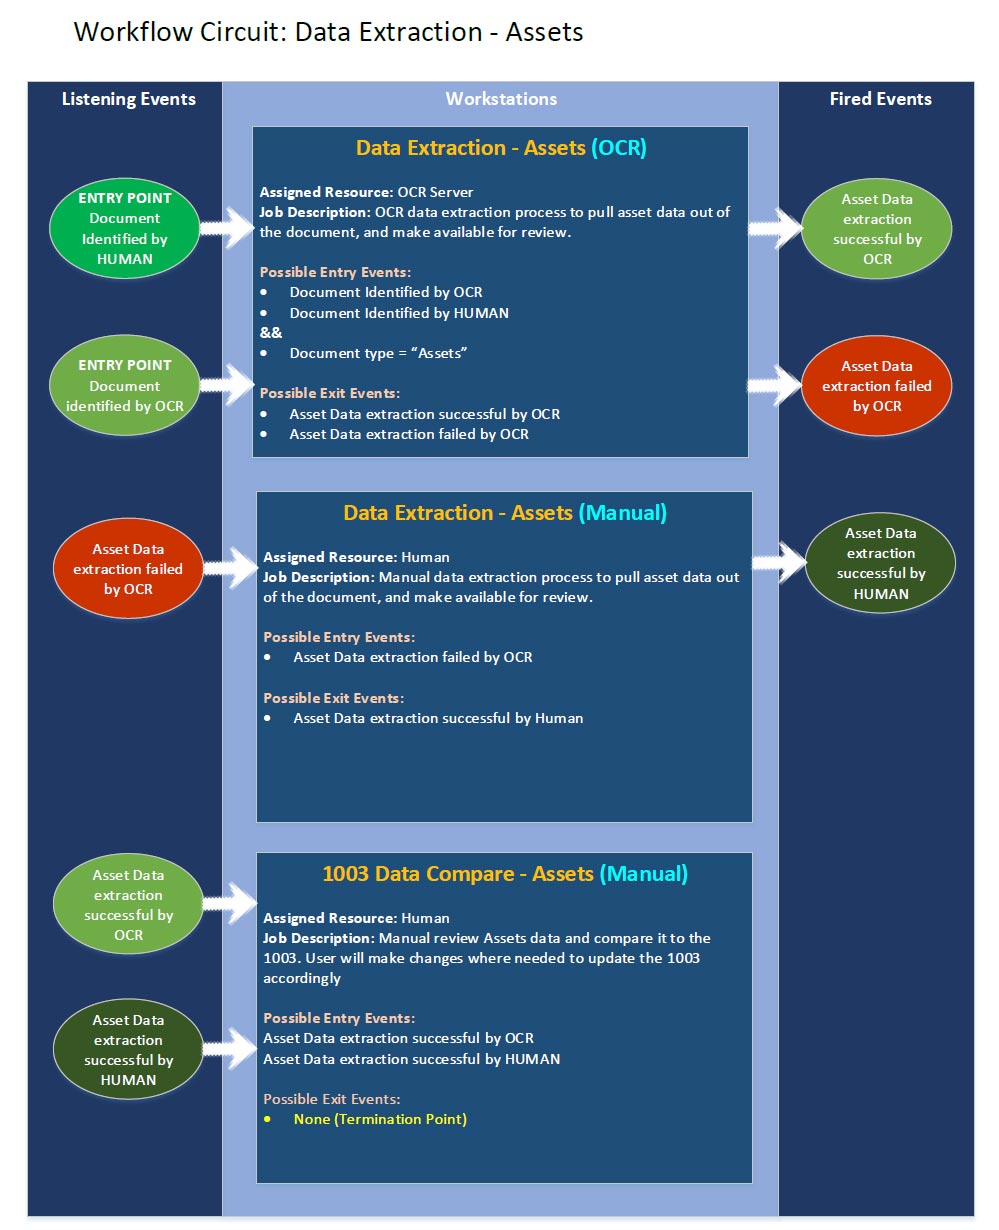 Workflow Circuit: Data Extraction - Assets
Listening Events
Workstations
Fired Events
ENTRY POINT
Document
Identified by
HUMAN
ENTRY POINT
Document
identified by OCR
Data Extraction - Assets (OCR)
Assigned Resource: OCR Server
Job Description: OCR data extraction process to pull asset data out of
the document, and make available for review.
Possible Entry Events:
• Document Identified by OCR
• Document Identified by HUMAN
&&
• Document type = “Assets”
Possible Exit Events:
• Asset Data extraction successful by OCR
• Asset Data extraction failed by OCR
Asset Data
extraction
successful by
OCR
Asset Data
extraction failed
by OCR
Asset Data
extraction failed
by OCR
Data Extraction - Assets (Manual)
Assigned Resource: Human
Job Description: Manual data extraction process to pull asset data out
of the document, and make available for review.
Possible Entry Events:
• Asset Data extraction failed by OCR
Possible Exit Events:
• Asset Data extraction successful by Human
Asset Data
extraction
successful by
HUMAN
Asset Data
extraction
successful by
OCR
Asset Data
extraction
successful by
HUMAN
1003 Data Compare - Assets (Manual)
Assigned Resource: Human
Job Description: Manual review Assets data and compare it to the
1003. User will make changes where needed to update the 1003
accordingly
Possible Entry Events:
Asset Data extraction successful by OCR
Asset Data extraction successful by HUMAN
Possible Exit Events:
• None (Termination Point)